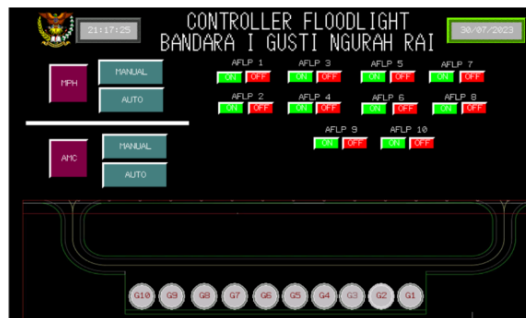 CONTROLLER FLOODLIGHT
BANDARA I GUSTI NGURAH RAI
21:17:25
30/07/2023
MPH
MANUAL
AUTO
AMC
MANUAL
AUTO
AFLP 1 AFLP 3 AFLP 5 AFLP 7
ON OFF ON OFF ON OFF ON OFF
AFLP 2 AFLP 4 AFLP 6 AFLP 8
ON OFF ON OFF ON OFF ON OFF
AFLP 9 AFLP 10
ON OFF ON OFF
G10 G9 G8 G7 G6 G5 G4 G3 G2 G1